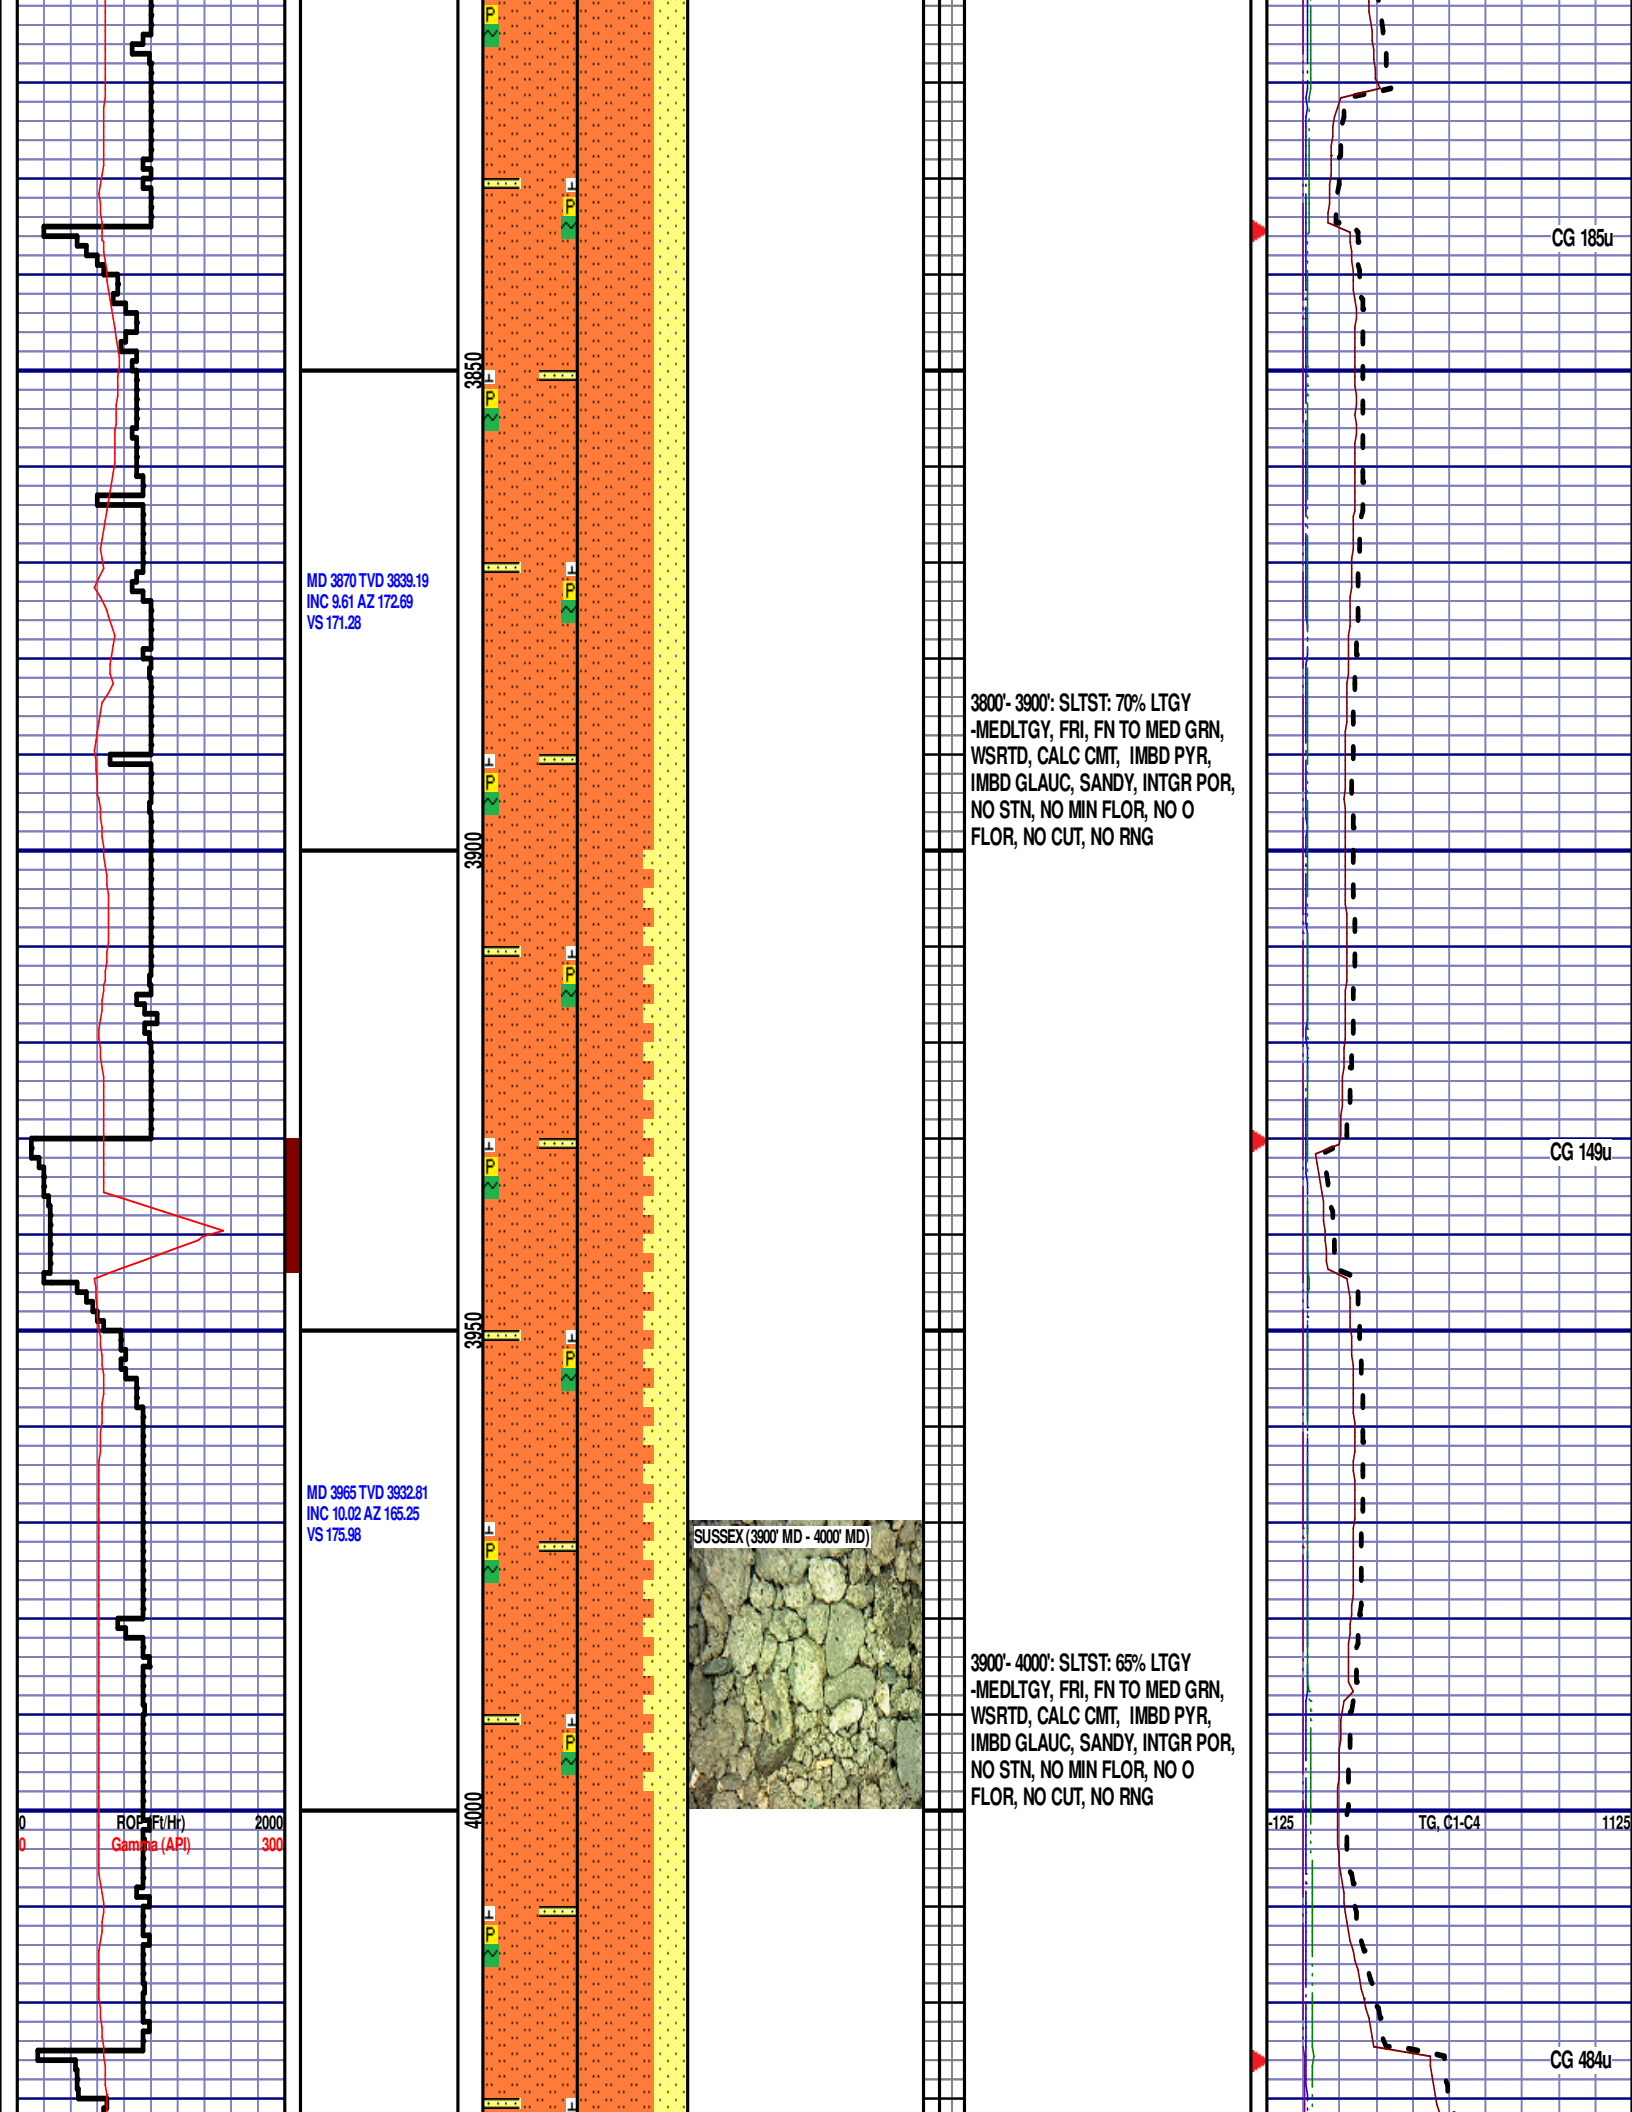 P
P
CG 185u
3850
P
MD 3870 TVD 3839.19
INC 9.61 AZ 172.69
VS 171.28
P
3800'- 3900': SLTST: 70% LTGY
-MEDLTGY, FRI, FN TO MED GRN,
WSRTD, CALC CMT, IMBD PYR,
IMBD GLAUC, SANDY, INTGR POR,
NO STN, NO MIN FLOR, NO O
FLOR, NO CUT, NO RNG
P
3900
P
CG 149u
P
3950
P
MD 3965 TVD 3932.81
INC 10.02 AZ 165.25
VS 175.98
P
SUSSEX (3900' MD - 4000' MD)
3900'- 4000': SLTST: 65% LTGY
-MEDLTGY, FRI, FN TO MED GRN,
WSRTD, CALC CMT, IMBD PYR,
IMBD GLAUC, SANDY, INTGR POR,
NO STN, NO MIN FLOR, NO O
FLOR, NO CUT, NO RNG
P
4000
0 ROP (Ft/Hr) 2000
0 Gamma (API) 300
-125 TG, C1-C4 1125
P
CG 484u